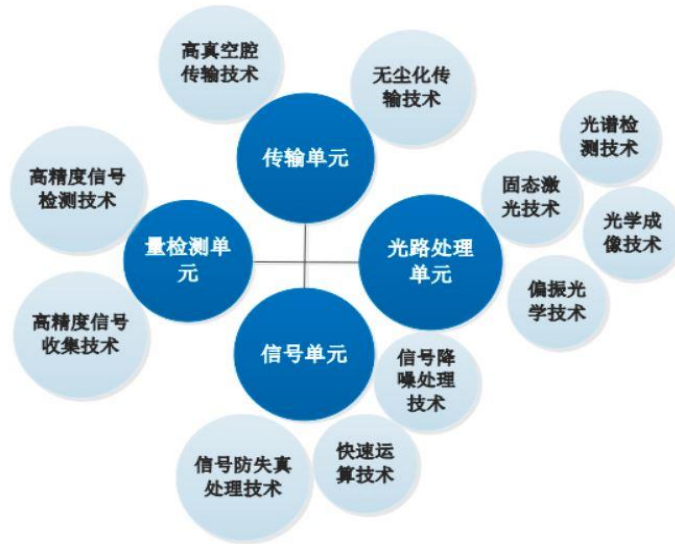 高真空腔
传输技术
无尘化传
输技术
传输单元
光谱检
测技术
高精度信号
检测技术
固态激
光技术
光学成
像技术
量检测单
元
光路处理
单元
偏振光
学技术
高精度信号
收集技术
信号单元
信号降
噪处理
技术
信号防失真
处理技术
快速运
算技术